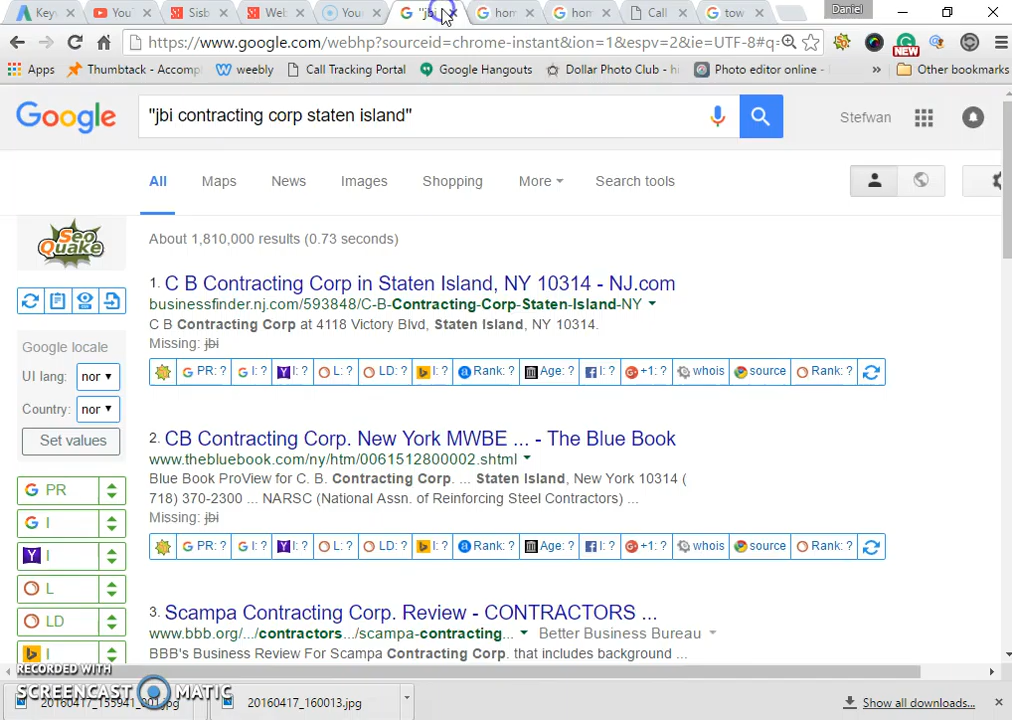 Key
You
Sisb
Wel
You
"jbi
hom
hom
Call
tow
Daniel
https://www.google.com/webhp?sourceid=chrome-instant&ion=1&espv=2&ie=UTF-8#q=
Apps
Thumbtack - Accomp
weebly
Call Tracking Portal
Google Hangouts
Dollar Photo Club - hi
Photo editor online -
»
Other bookmarks
NEW
Google
"jbi contracting corp staten island"
Stefwan
All
Maps
News
Images
Shopping
More
Search tools
SEO QUAKE
About 1,810,000 results (0.73 seconds)
1. C B Contracting Corp in Staten Island, NY 10314 - NJ.com
businessfinder.nj.com/593848/C-B-Contracting-Corp-Staten-Island-NY
C B Contracting Corp at 4118 Victory Blvd, Staten Island, NY 10314.
Missing: jbi
PR: ? I: ? I: ? L: ? LD: ? I: ? Rank: ? Age: ? I: ? +1: ? whois source Rank: ?
Google locale
UI lang: nor
Country: nor
Set values
2. CB Contracting Corp. New York MWBE ... - The Blue Book
www.thebluebook.com/ny/htm/0061512800002.shtml
Blue Book ProView for C. B. Contracting Corp. ... Staten Island, New York 10314 (
718) 370-2300 ... NARSC (National Assn. of Reinforcing Steel Contractors) ...
Missing: jbi
PR: ? I: ? I: ? L: ? LD: ? I: ? Rank: ? Age: ? I: ? +1: ? whois source Rank: ?
G PR
G I
Y I
L
LD
I
3. Scampa Contracting Corp. Review - CONTRACTORS ...
www.bbb.org/.../contractors.../scampa-contracting... Better Business Bureau
BBB's Business Review For Scampa Contracting Corp. that includes background ...
RECORDED WITH
SCREENCAST MATIC
20160417_155941_001.jpg
20160417_160013.jpg
Show all downloads...